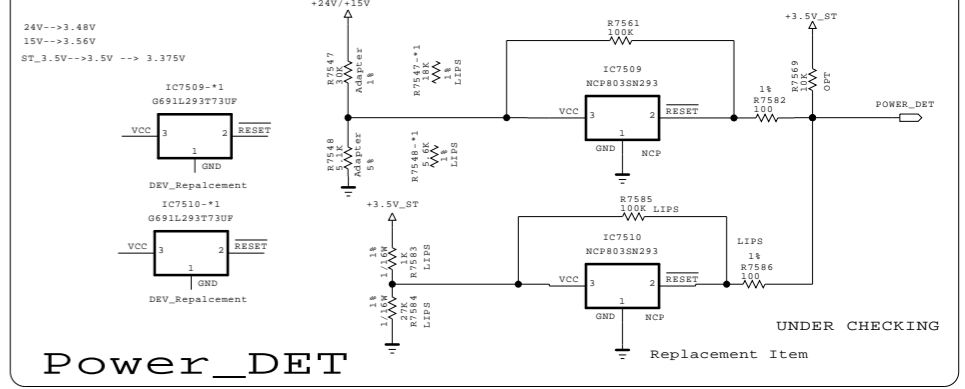 24V-->3.48V
15V-->3.56V
ST_3.5V-->3.5V --> 3.375V
+24V/+15V
R7547
30K
Adapter
1%
R7547-*1
18K
1%
LIPS
R7548
5.1K
Adapter
5%
R7548-*1
5.6K
1%
LIPS
R7561
100K
IC7509
NCP803SN293
VCC
3
2
RESET
1
GND
NCP
1%
R7582
100
+3.5V_ST
R7569
10K
OPT
POWER_DET
IC7509-*1
G691L293T73UF
VCC
3
2
RESET
1
GND
DEV_Repalcement
IC7510-*1
G691L293T73UF
VCC
3
2
RESET
1
GND
DEV_Repalcement
+3.5V_ST
1%
1/16W
1K
R7583
LIPS
1%
1/16W
27K
R7584
LIPS
R7585
100K LIPS
IC7510
NCP803SN293
VCC
3
2
RESET
1
GND
NCP
LIPS
1%
R7586
100
UNDER CHECKING
Replacement Item
Power_DET